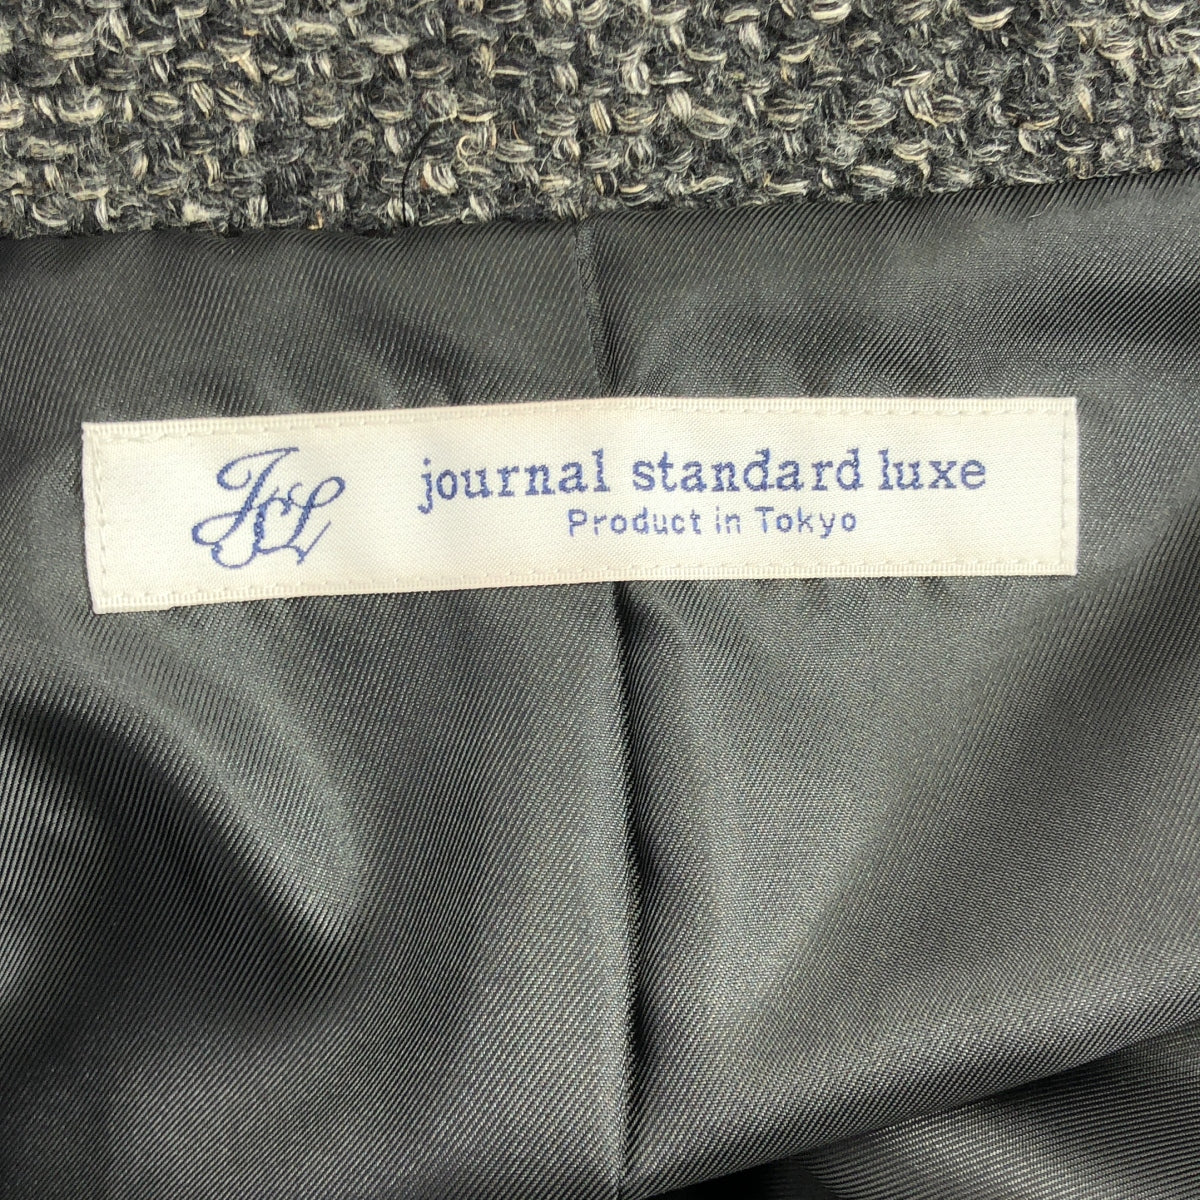 JSL
journal standard luxe
Product in Tokyo